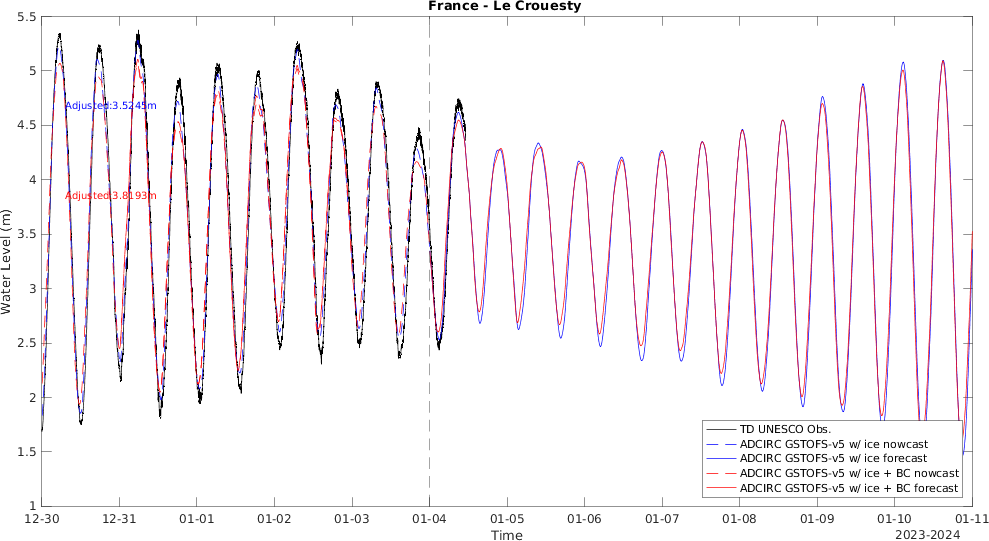 France - Le Crouesty
5.5
5
4.5
4
3.5
3
2.5
2
1.5
1
Water Level (m)
Adjusted:3.5245m
Adjusted:3.8193m
TD UNESCO Obs.
ADCIRC GSTOFS-v5 w/ ice nowcast
ADCIRC GSTOFS-v5 w/ ice forecast
ADCIRC GSTOFS-v5 w/ ice + BC nowcast
ADCIRC GSTOFS-v5 w/ ice + BC forecast
12-30 12-31 01-01 01-02 01-03 01-04 01-05 01-06 01-07 01-08 01-09 01-10 01-11
Time
2023-2024